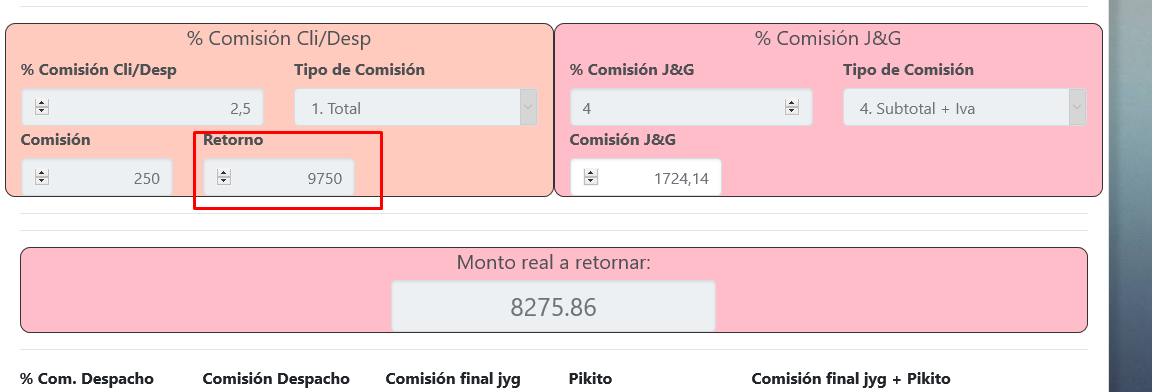 % Comisión Cli/Desp
% Comisión Cli/Desp
Tipo de Comisión
2,5
1. Total
Comisión
Retorno
250
9750
% Comisión J&G
% Comisión J&G
Tipo de Comisión
4
4. Subtotal + Iva
Comisión J&G
1724,14
Monto real a retornar:
8275.86
% Com. Despacho
Comisión Despacho
Comisión final jyg
Pikito
Comisión final jyg + Pikito